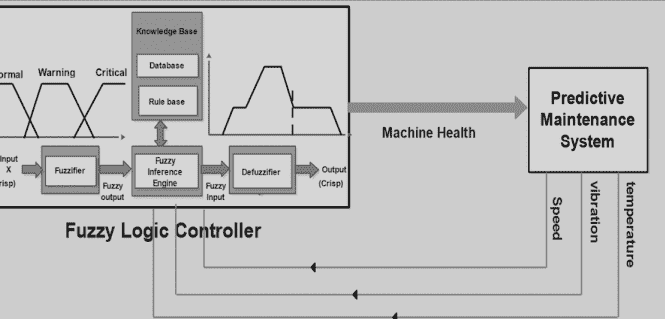 Knowledge Base
Database
Rule base
ormal Warning Critical
Input
X
risp)
Fuzzifier
Fuzzy
output
Fuzzy
Inference
Engine
Fuzzy
Input
Defuzzifier
Output
(Crisp)
Fuzzy Logic Controller
Machine Health
Predictive
Maintenance
System
Speed
vibration
temperature